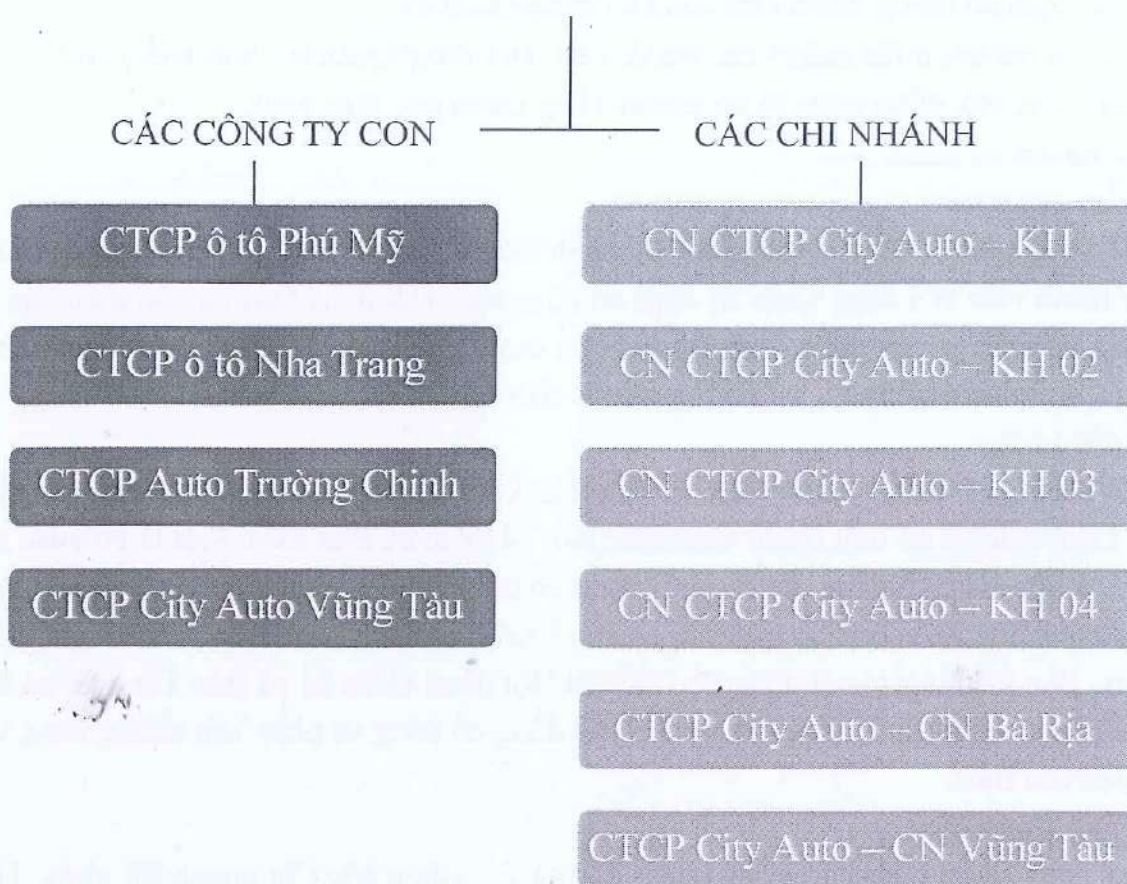 CÁC CÔNG TY CON
CTCP ô tô Phú Mỹ
CTCP ô tô Nha Trang
CTCP Auto Trường Chinh
CTCP City Auto Vũng Tàu
CÁC CHI NHÁNH
CN CTCP City Auto – KH
CN CTCP City Auto – KH 02
CN CTCP City Auto – KH 03
CN CTCP City Auto – KH 04
CTCP City Auto – CN Bà Rịa
CTCP City Auto – CN Vũng Tàu